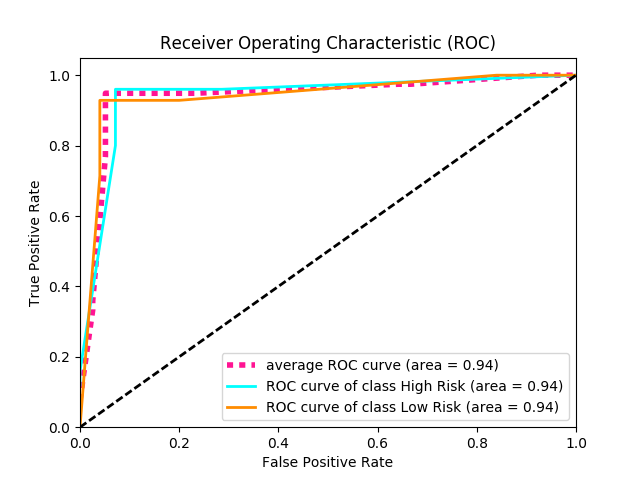 Receiver Operating Characteristic (ROC)
1.0
0.8
0.6
0.4
0.2
0.0
True Positive Rate
average ROC curve (area = 0.94)
ROC curve of class High Risk (area = 0.94)
ROC curve of class Low Risk (area = 0.94)
0.0 0.2 0.4 0.6 0.8 1.0
False Positive Rate